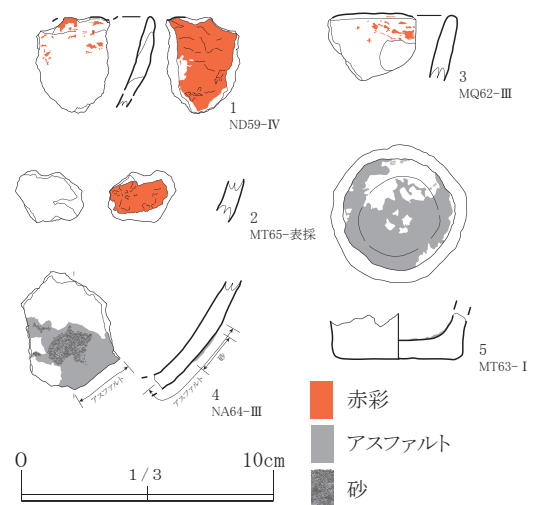 1
ND59-Ⅳ
3
MQ62-Ⅲ
2
MT65-表採
アスファルト
アスファルト
砂
4
NA64-Ⅲ
5
MT63-Ⅰ
赤彩
アスファルト
砂
0
1/3
10cm